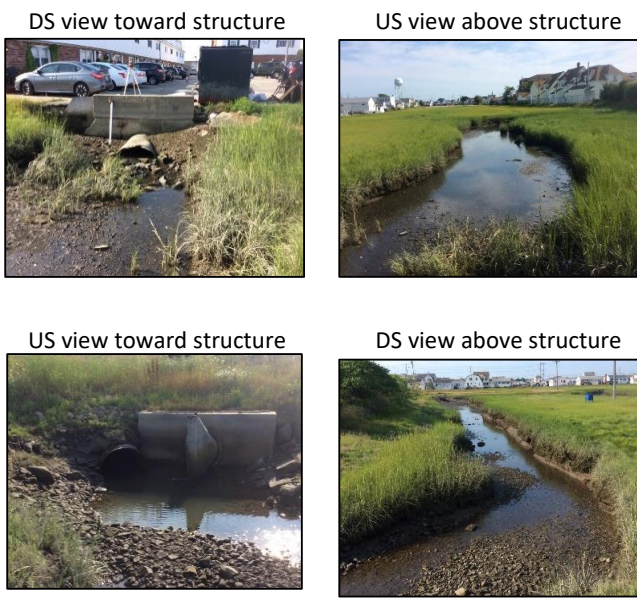 DS view toward structure
US view above structure
US view toward structure
DS view above structure